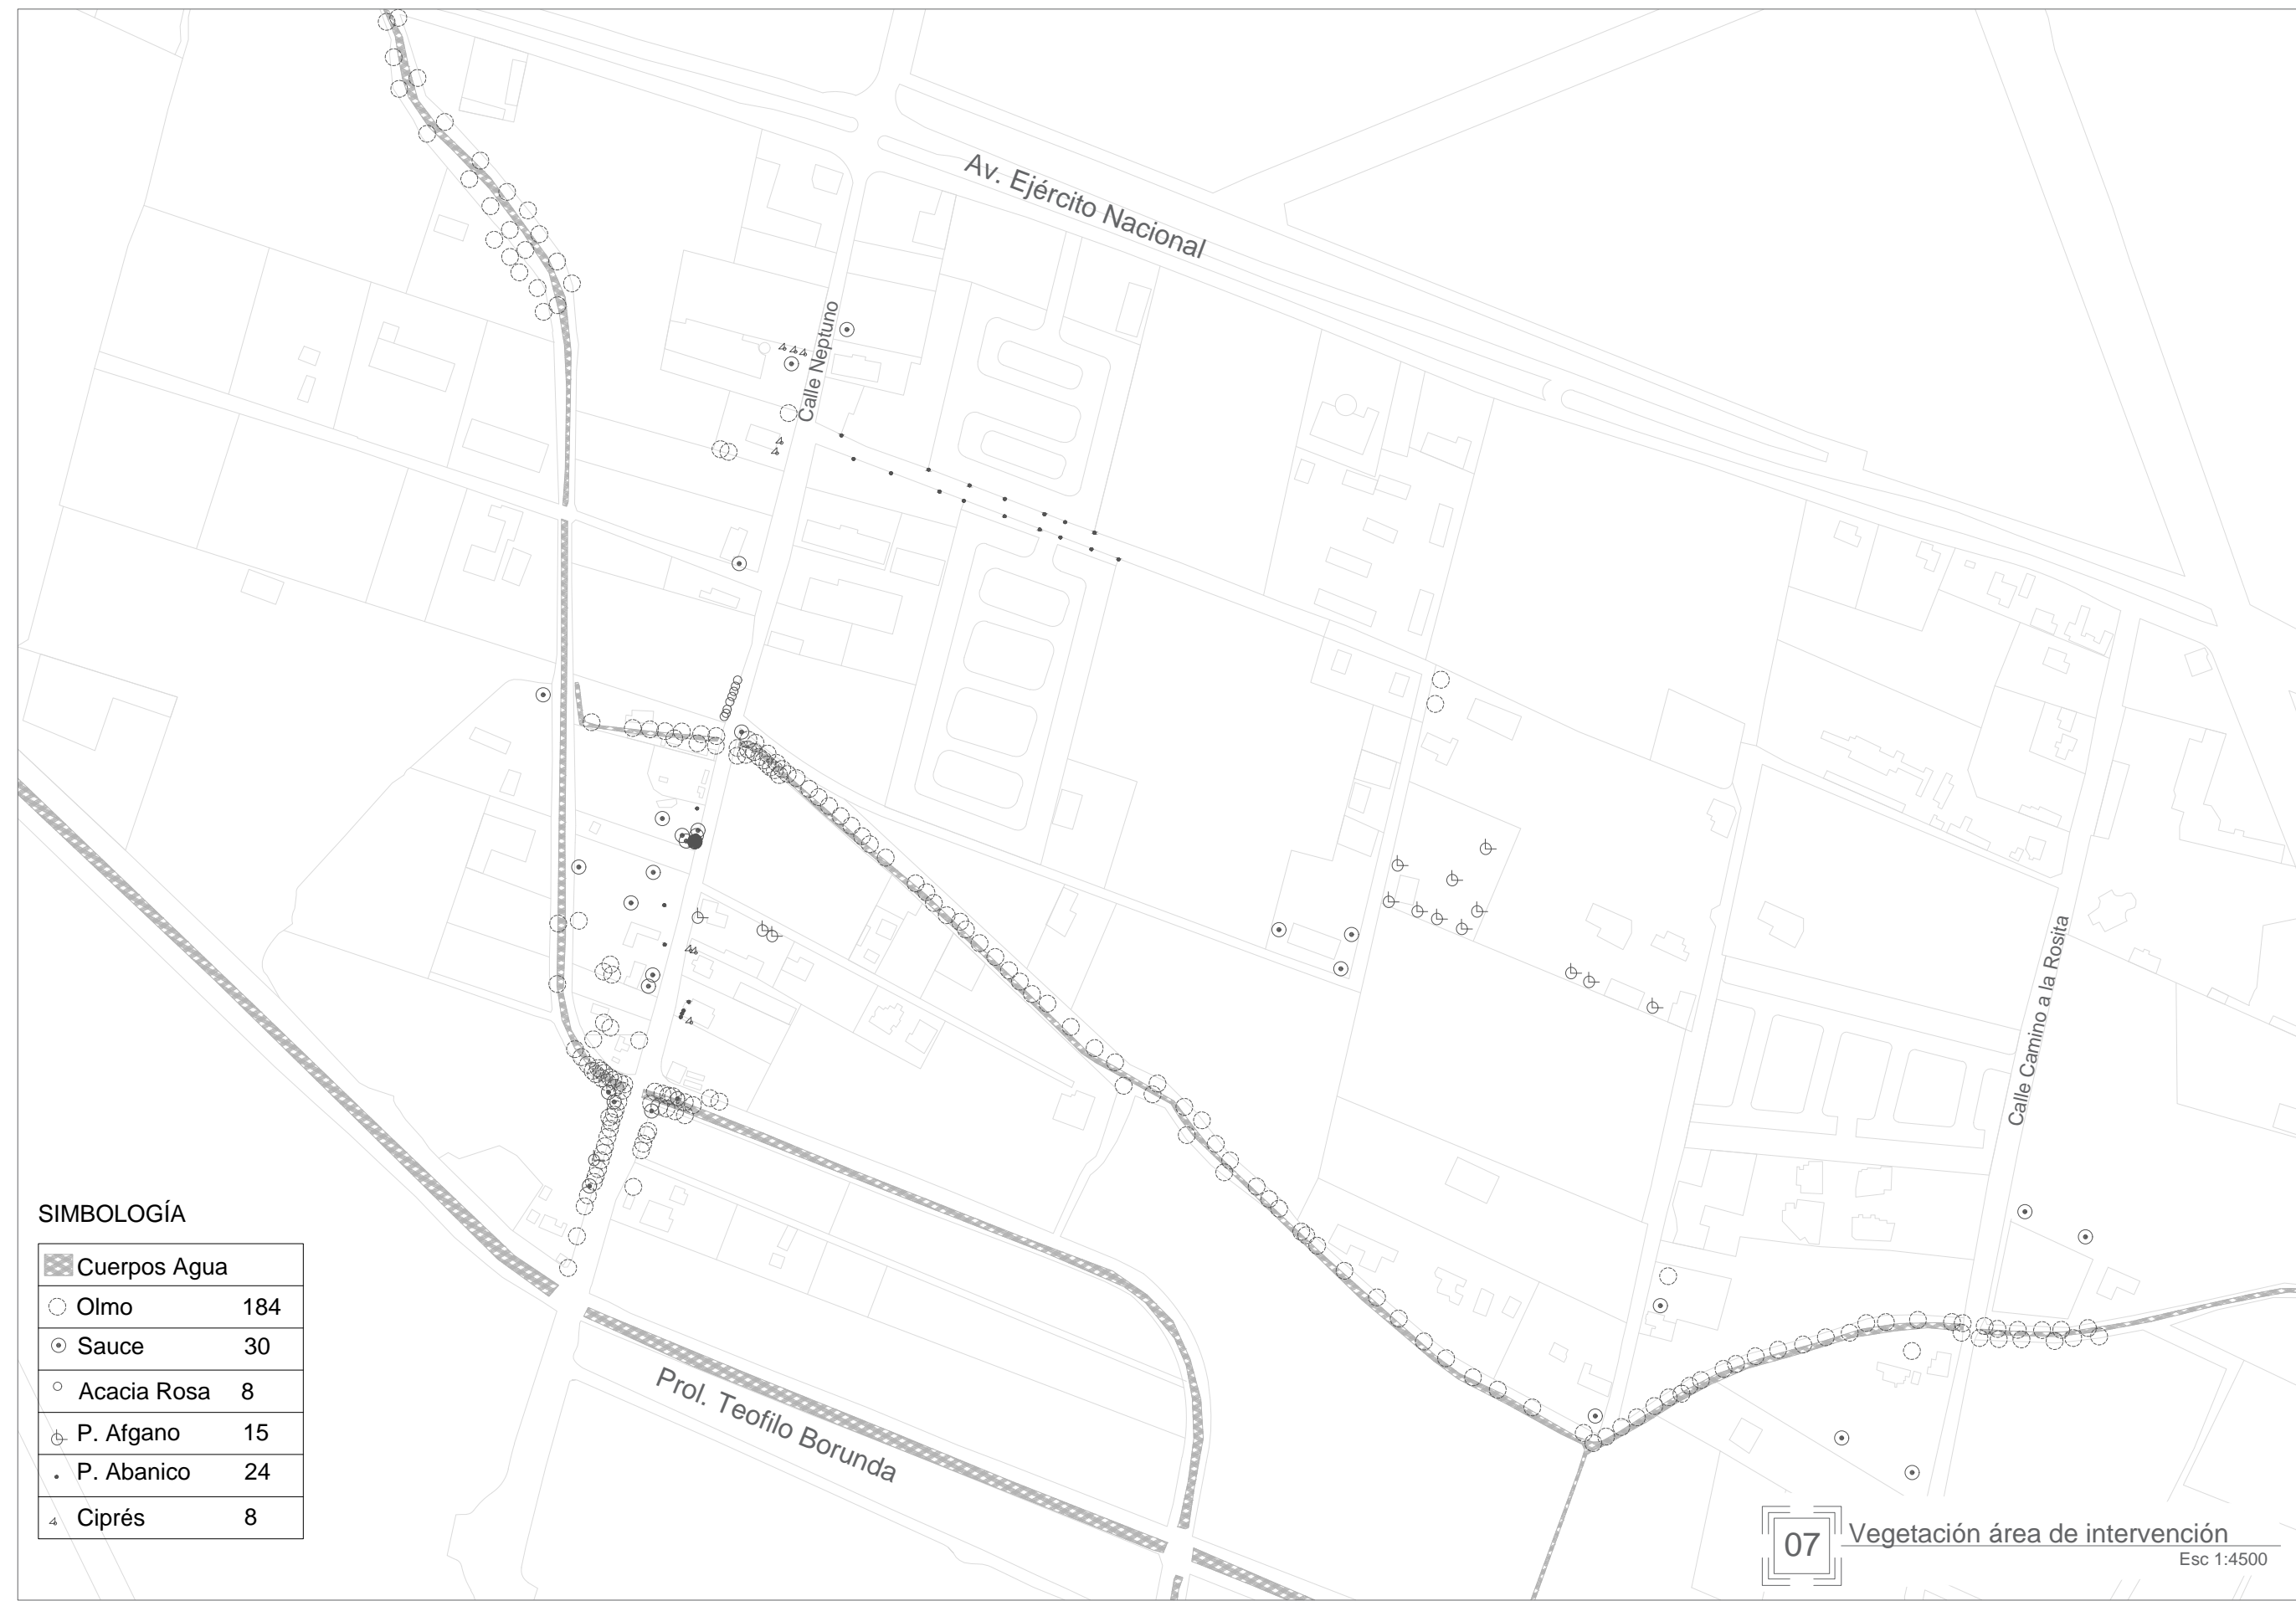 Av. Ejército Nacional
Calle Neptuno
Calle Camino a la Rosita
Prol. Teofilo Borunda
SIMBOLOGÍA
Cuerpos Agua
Olmo 184
Sauce 30
Acacia Rosa 8
P. Afgano 15
P. Abanico 24
Ciprés 8
07 Vegetación área de intervención
Esc 1:4500